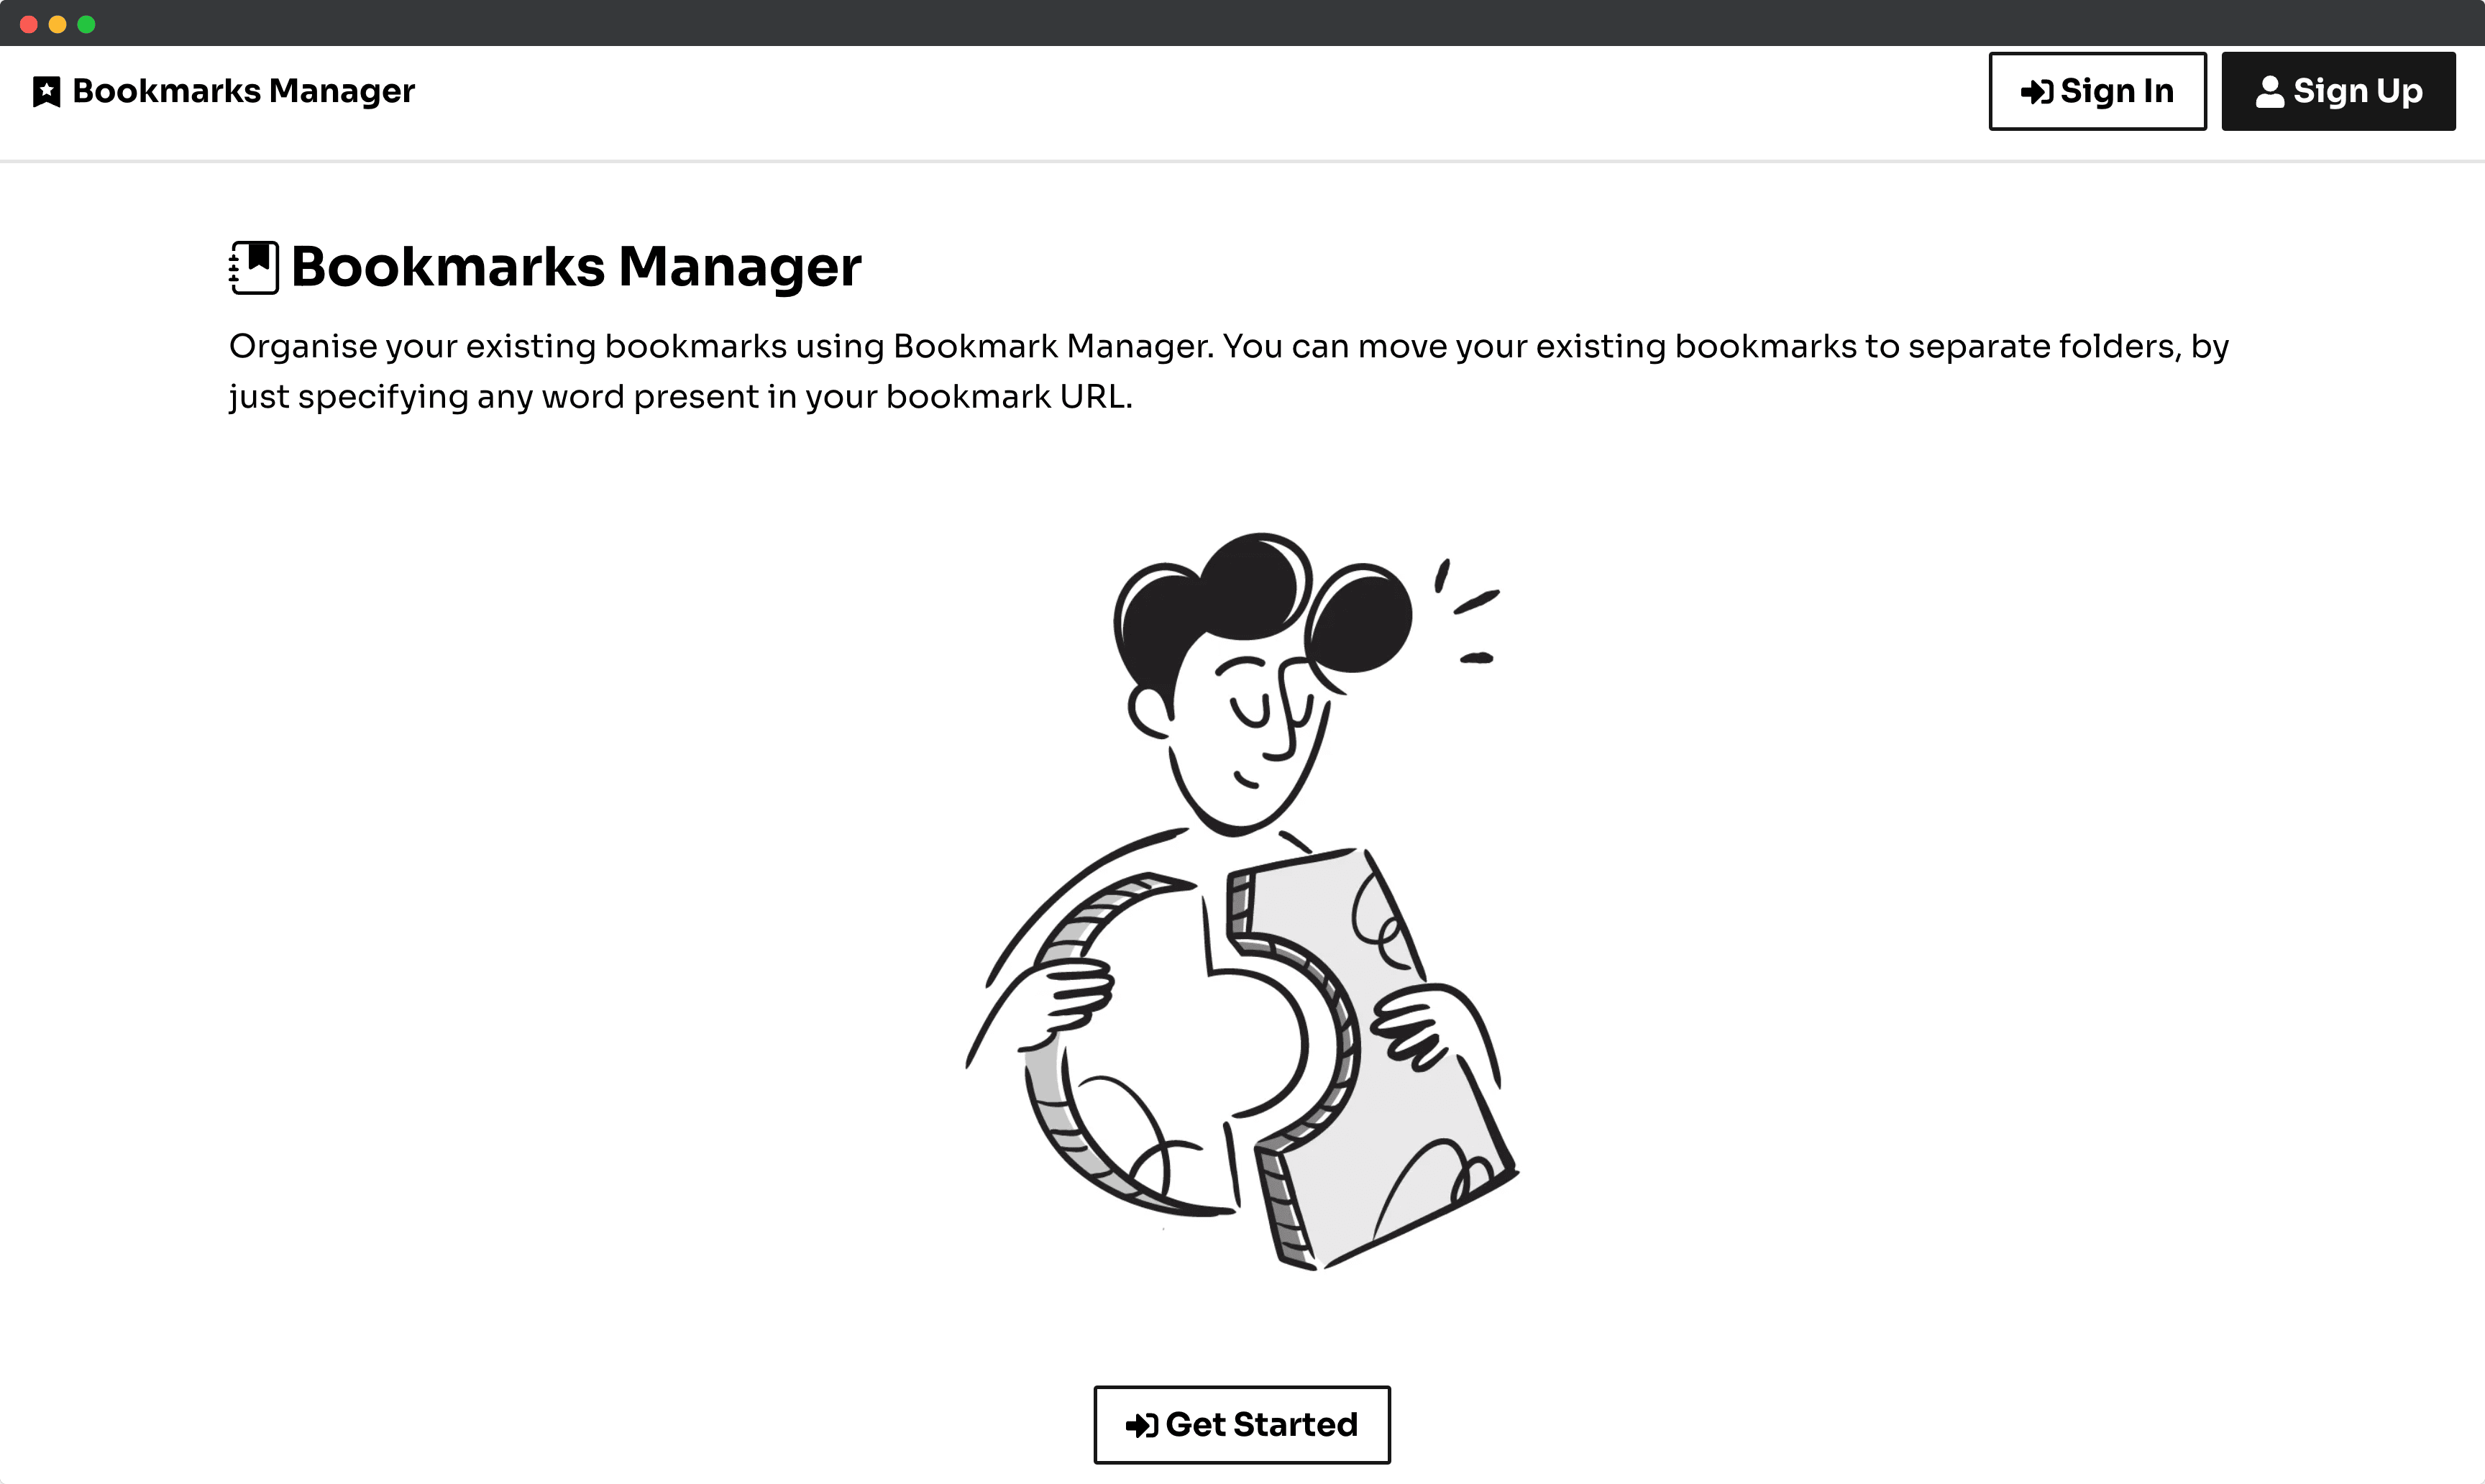 Bookmarks Manager
Sign In
Sign Up
Bookmarks Manager
Organise your existing bookmarks using Bookmark Manager. You can move your existing bookmarks to separate folders, by
just specifying any word present in your bookmark URL.
Get Started